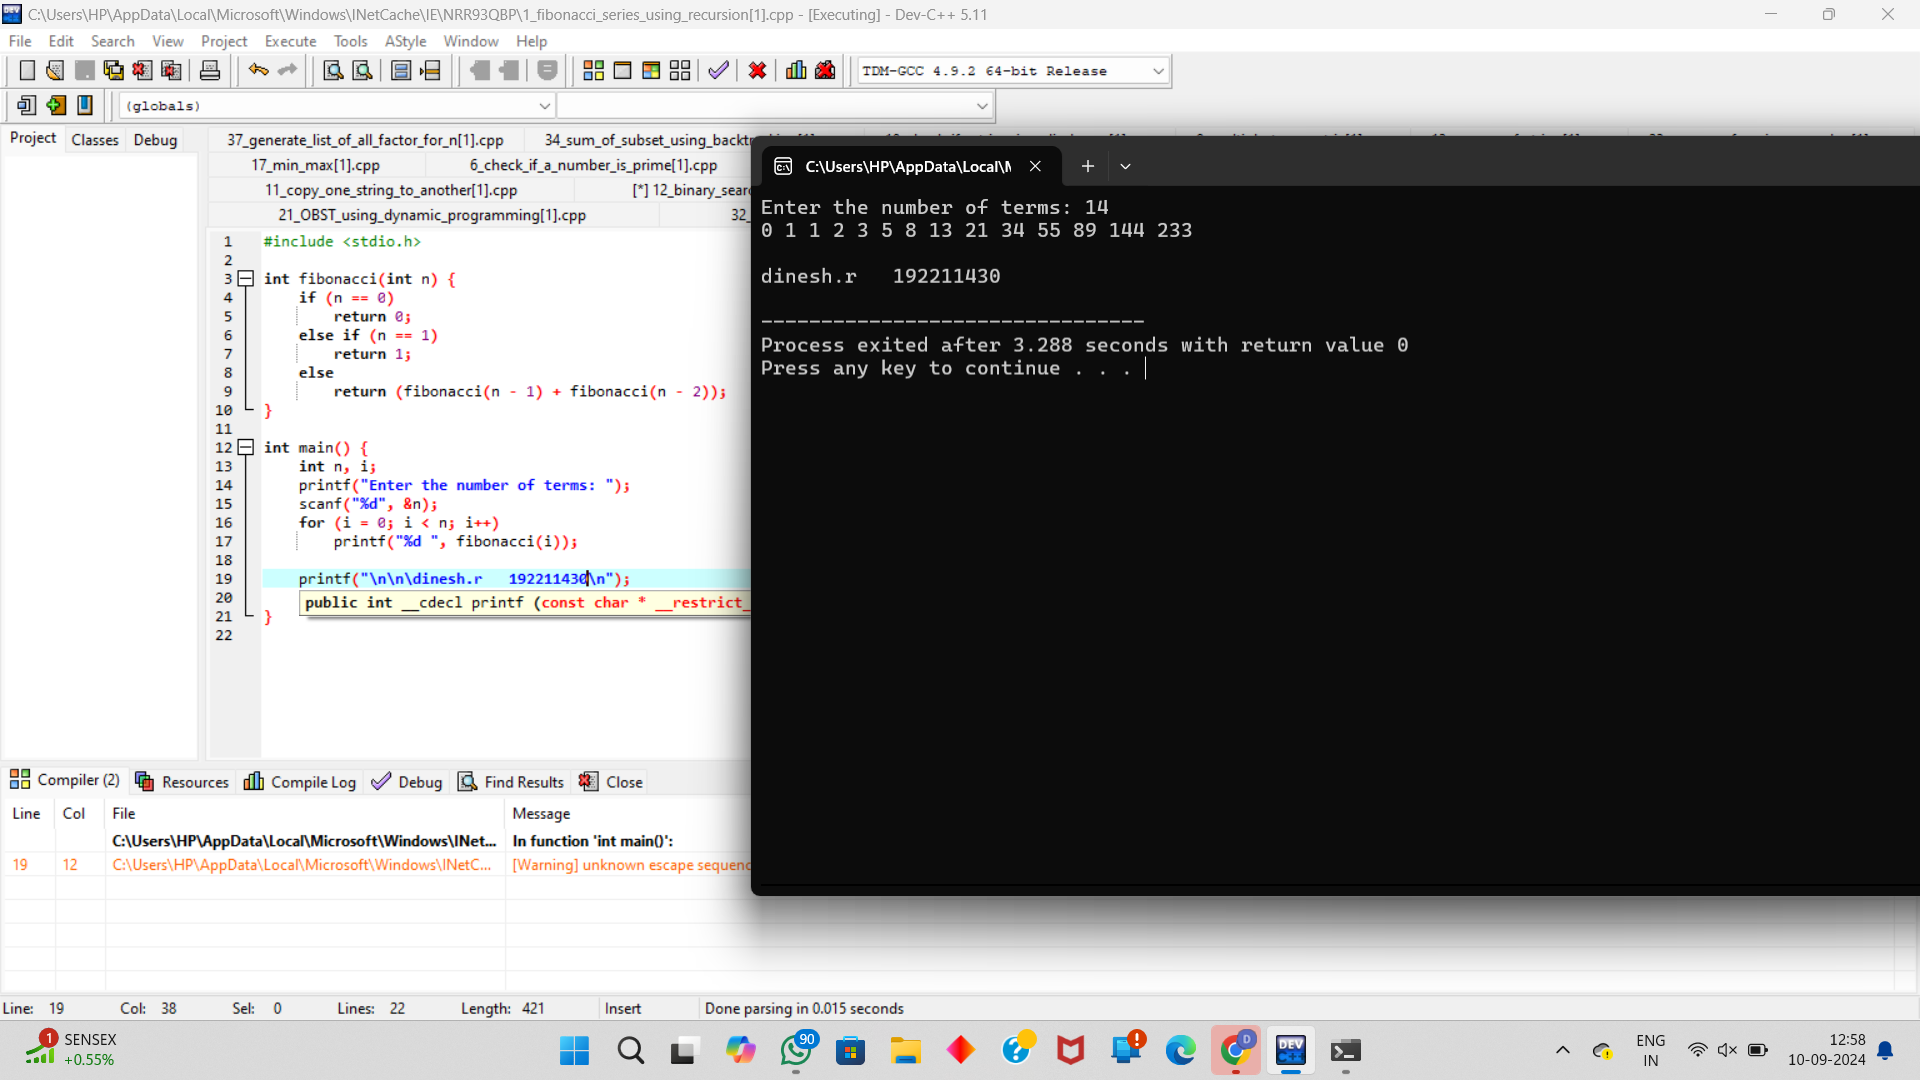 C:\Users\HP\AppData\Local\Microsoft\Windows\INetCache\IE\NRR93QBP\1_fibonacci_series_using_recursion[1].cpp - [Executing] - Dev-C++ 5.11
File Edit Search View Project Execute Tools AStyle Window Help
TDM-GCC 4.9.2 64-bit Release
(globals)
Project Classes Debug
37_generate_list_of_all_factor_for_n[1].cpp 34_sum_of_subset_using_backtr
17_min_max[1].cpp 6_check_if_a_number_is_prime[1].cpp
11_copy_one_string_to_another[1].cpp [*] 12_binary_sear
21_OBST_using_dynamic_programming[1].cpp 32_
1 #include <stdio.h>
2
3 int fibonacci(int n) {
4 if (n == 0)
5 return 0;
6 else if (n == 1)
7 return 1;
8 else
9 return (fibonacci(n - 1) + fibonacci(n - 2));
10 }
11
12 int main() {
13 int n, i;
14 printf("Enter the number of terms: ");
15 scanf("%d", &n);
16 for (i = 0; i < n; i++)
17 printf("%d ", fibonacci(i));
18
19 printf("\n\n\dinesh.r 192211430\n");
20 public int __cdecl printf (const char * __restrict_
21 }
22
C:\Users\HP\AppData\Local\M
Enter the number of terms: 14
0 1 1 2 3 5 8 13 21 34 55 89 144 233
dinesh.r 192211430
--------------------------------
Process exited after 3.288 seconds with return value 0
Press any key to continue . . .
Compiler (2) Resources Compile Log Debug Find Results Close
Line Col File Message
C:\Users\HP\AppData\Local\Microsoft\Windows\INet... In function 'int main()':
19 12 C:\Users\HP\AppData\Local\Microsoft\Windows\INetC... [Warning] unknown escape sequenc
Line: 19 Col: 38 Sel: 0 Lines: 22 Length: 421 Insert Done parsing in 0.015 seconds
1 SENSEX
+0.55%
90
D
DEV C++
ENG
IN
12:58
10-09-2024